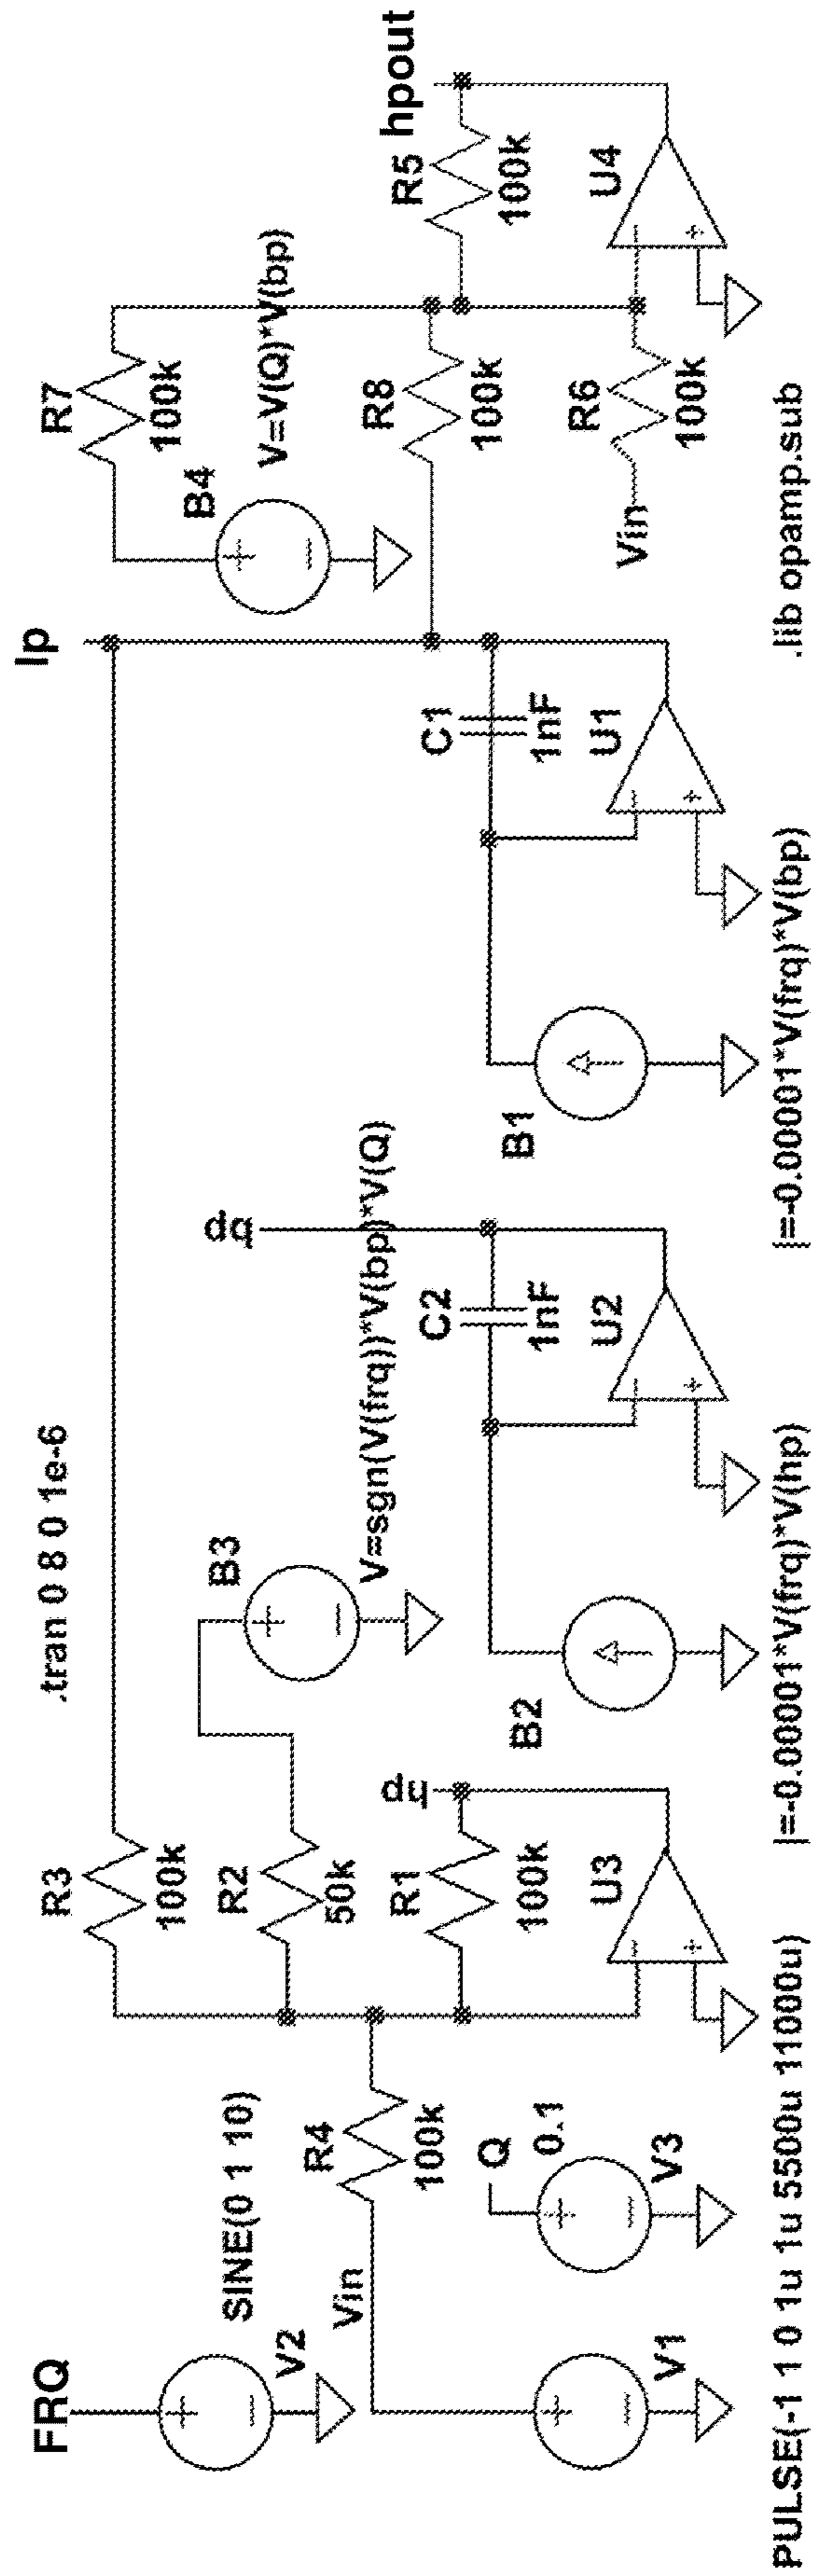 FRQ
SINE(0 1 10)
V2
Vin
R4
100k
Q
0.1
V3
V1
PULSE(-1 1 0 1u 1u 5500u 11000u)
.tran 0 8 0 1e-6
R3
100k
R2
50k
R1
100k
hp
U3
B3
V=sgn(V(frq))*V(bp)*V(Q)
bp
C2
1nF
U2
B2
I=-0.00001*V(frq)*V(hp)
lp
C1
1nF
U1
B1
I=-0.00001*V(frq)*V(bp)
R7
100k
B4
V=V(Q)*V(bp)
R8
100k
R6
100k
Vin
hpout
R5
100k
U4
.lib opamp.sub